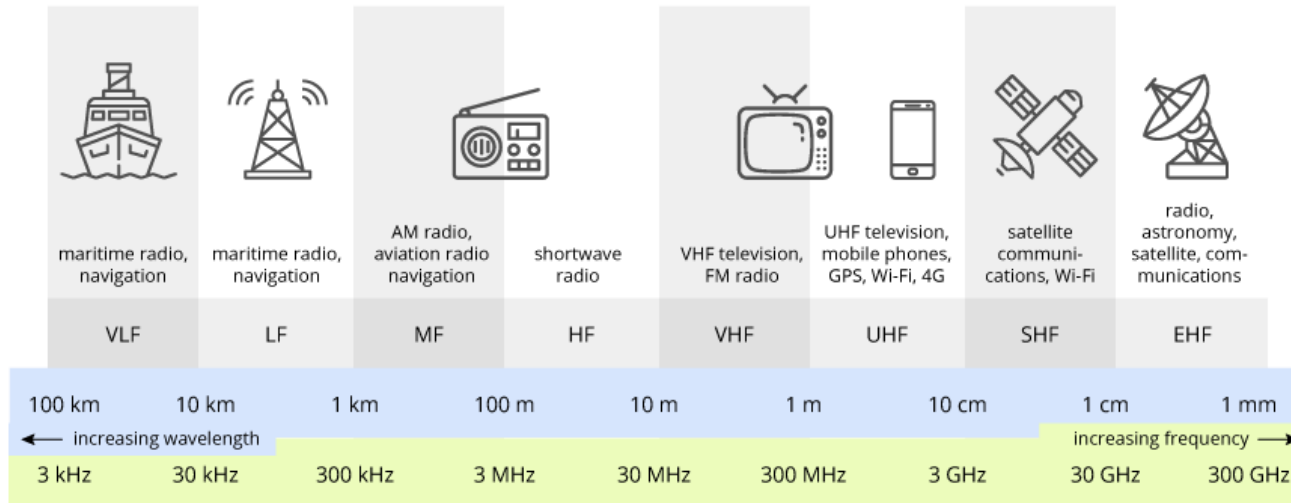 maritime radio,
navigation
maritime radio,
navigation
AM radio,
aviation radio
navigation
shortwave
radio
VHF television,
FM radio
UHF television,
mobile phones,
GPS, Wi-Fi, 4G
satellite
communi-
cations, Wi-Fi
radio,
astronomy,
satellite, com-
munications
VLF LF MF HF VHF UHF SHF EHF
100 km 10 km 1 km 100 m 10 m 1 m 10 cm 1 cm 1 mm
← increasing wavelength increasing frequency →
3 kHz 30 kHz 300 kHz 3 MHz 30 MHz 300 MHz 3 GHz 30 GHz 300 GHz